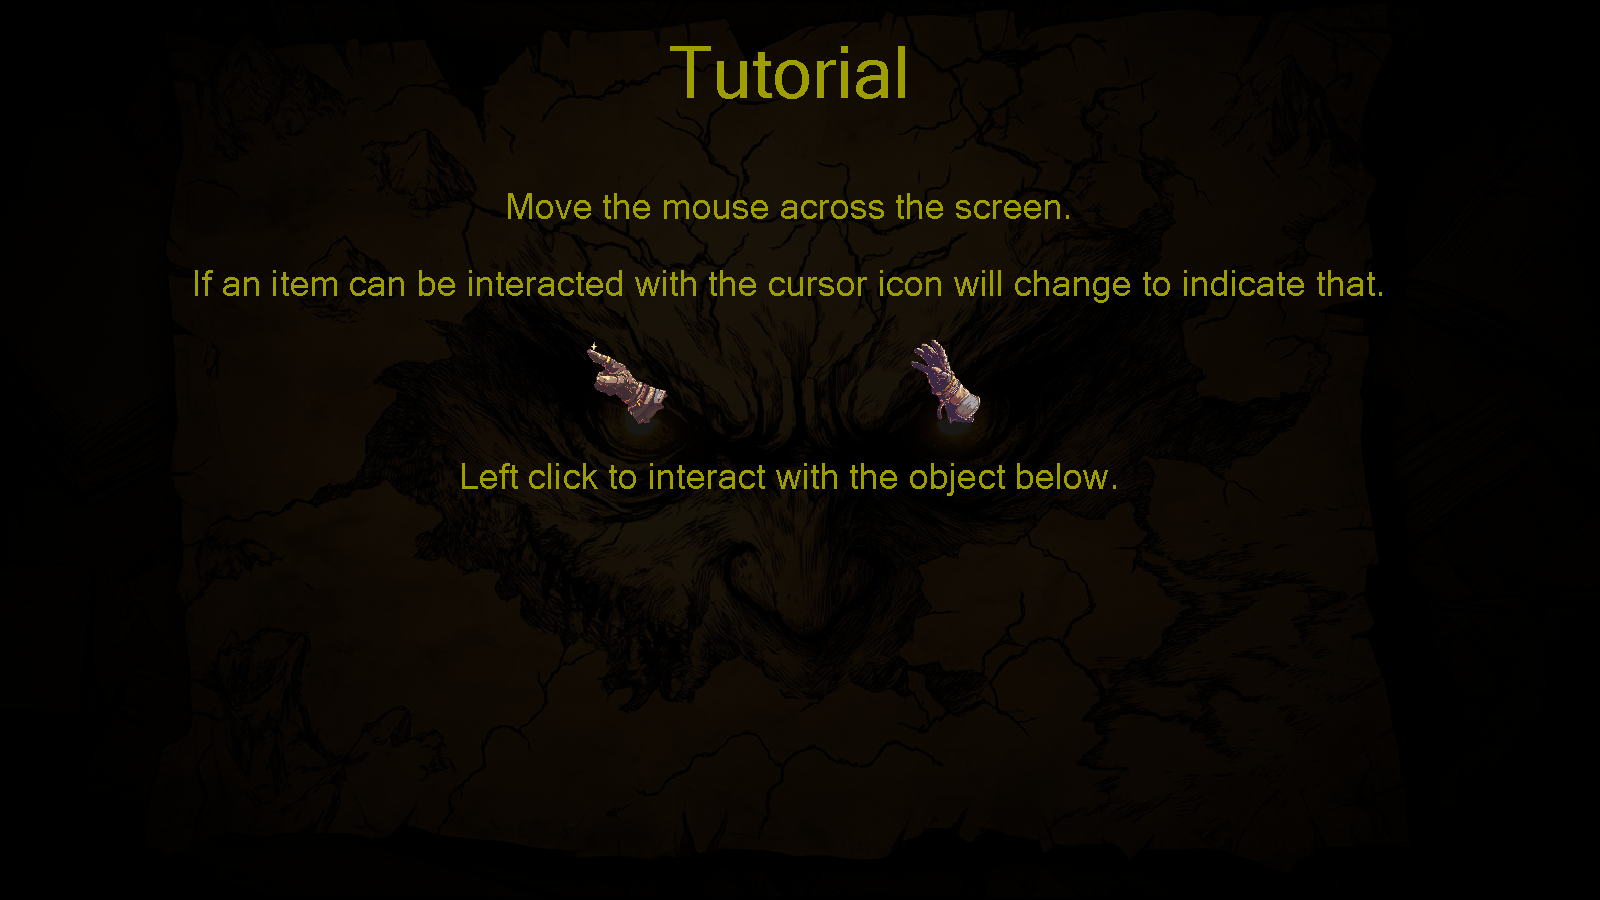 Tutorial
Move the mouse across the screen.
If an item can be interacted with the cursor icon will change to indicate that.
Left click to interact with the object below.